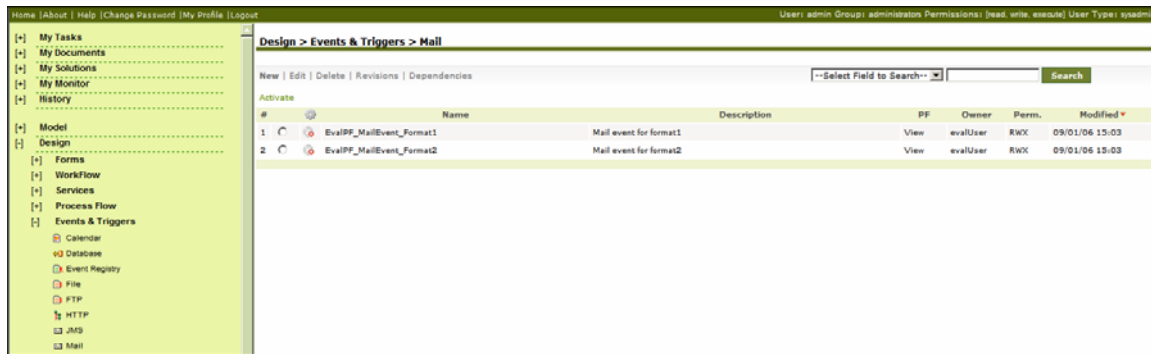 Home |About | Help |Change Password |My Profile |Logout
User: admin Group: administrators Permissions: [read, write, execute] User Type: sysadmi
[+] My Tasks
[+] My Documents
[+] My Solutions
[+] My Monitor
[+] History
[+] Model
[-] Design
[+] Forms
[+] WorkFlow
[+] Services
[+] Process Flow
[-] Events & Triggers
Calendar
Database
Event Registry
File
FTP
HTTP
JMS
Mail
Design > Events & Triggers > Mail
New | Edit | Delete | Revisions | Dependencies
--Select Field to Search--
Search
Activate
# Name Description PF Owner Perm. Modified
1 EvalPF_MailEvent_Format1 Mail event for format1 View evalUser RWX 09/01/06 15:03
2 EvalPF_MailEvent_Format2 Mail event for format2 View evalUser RWX 09/01/06 15:03